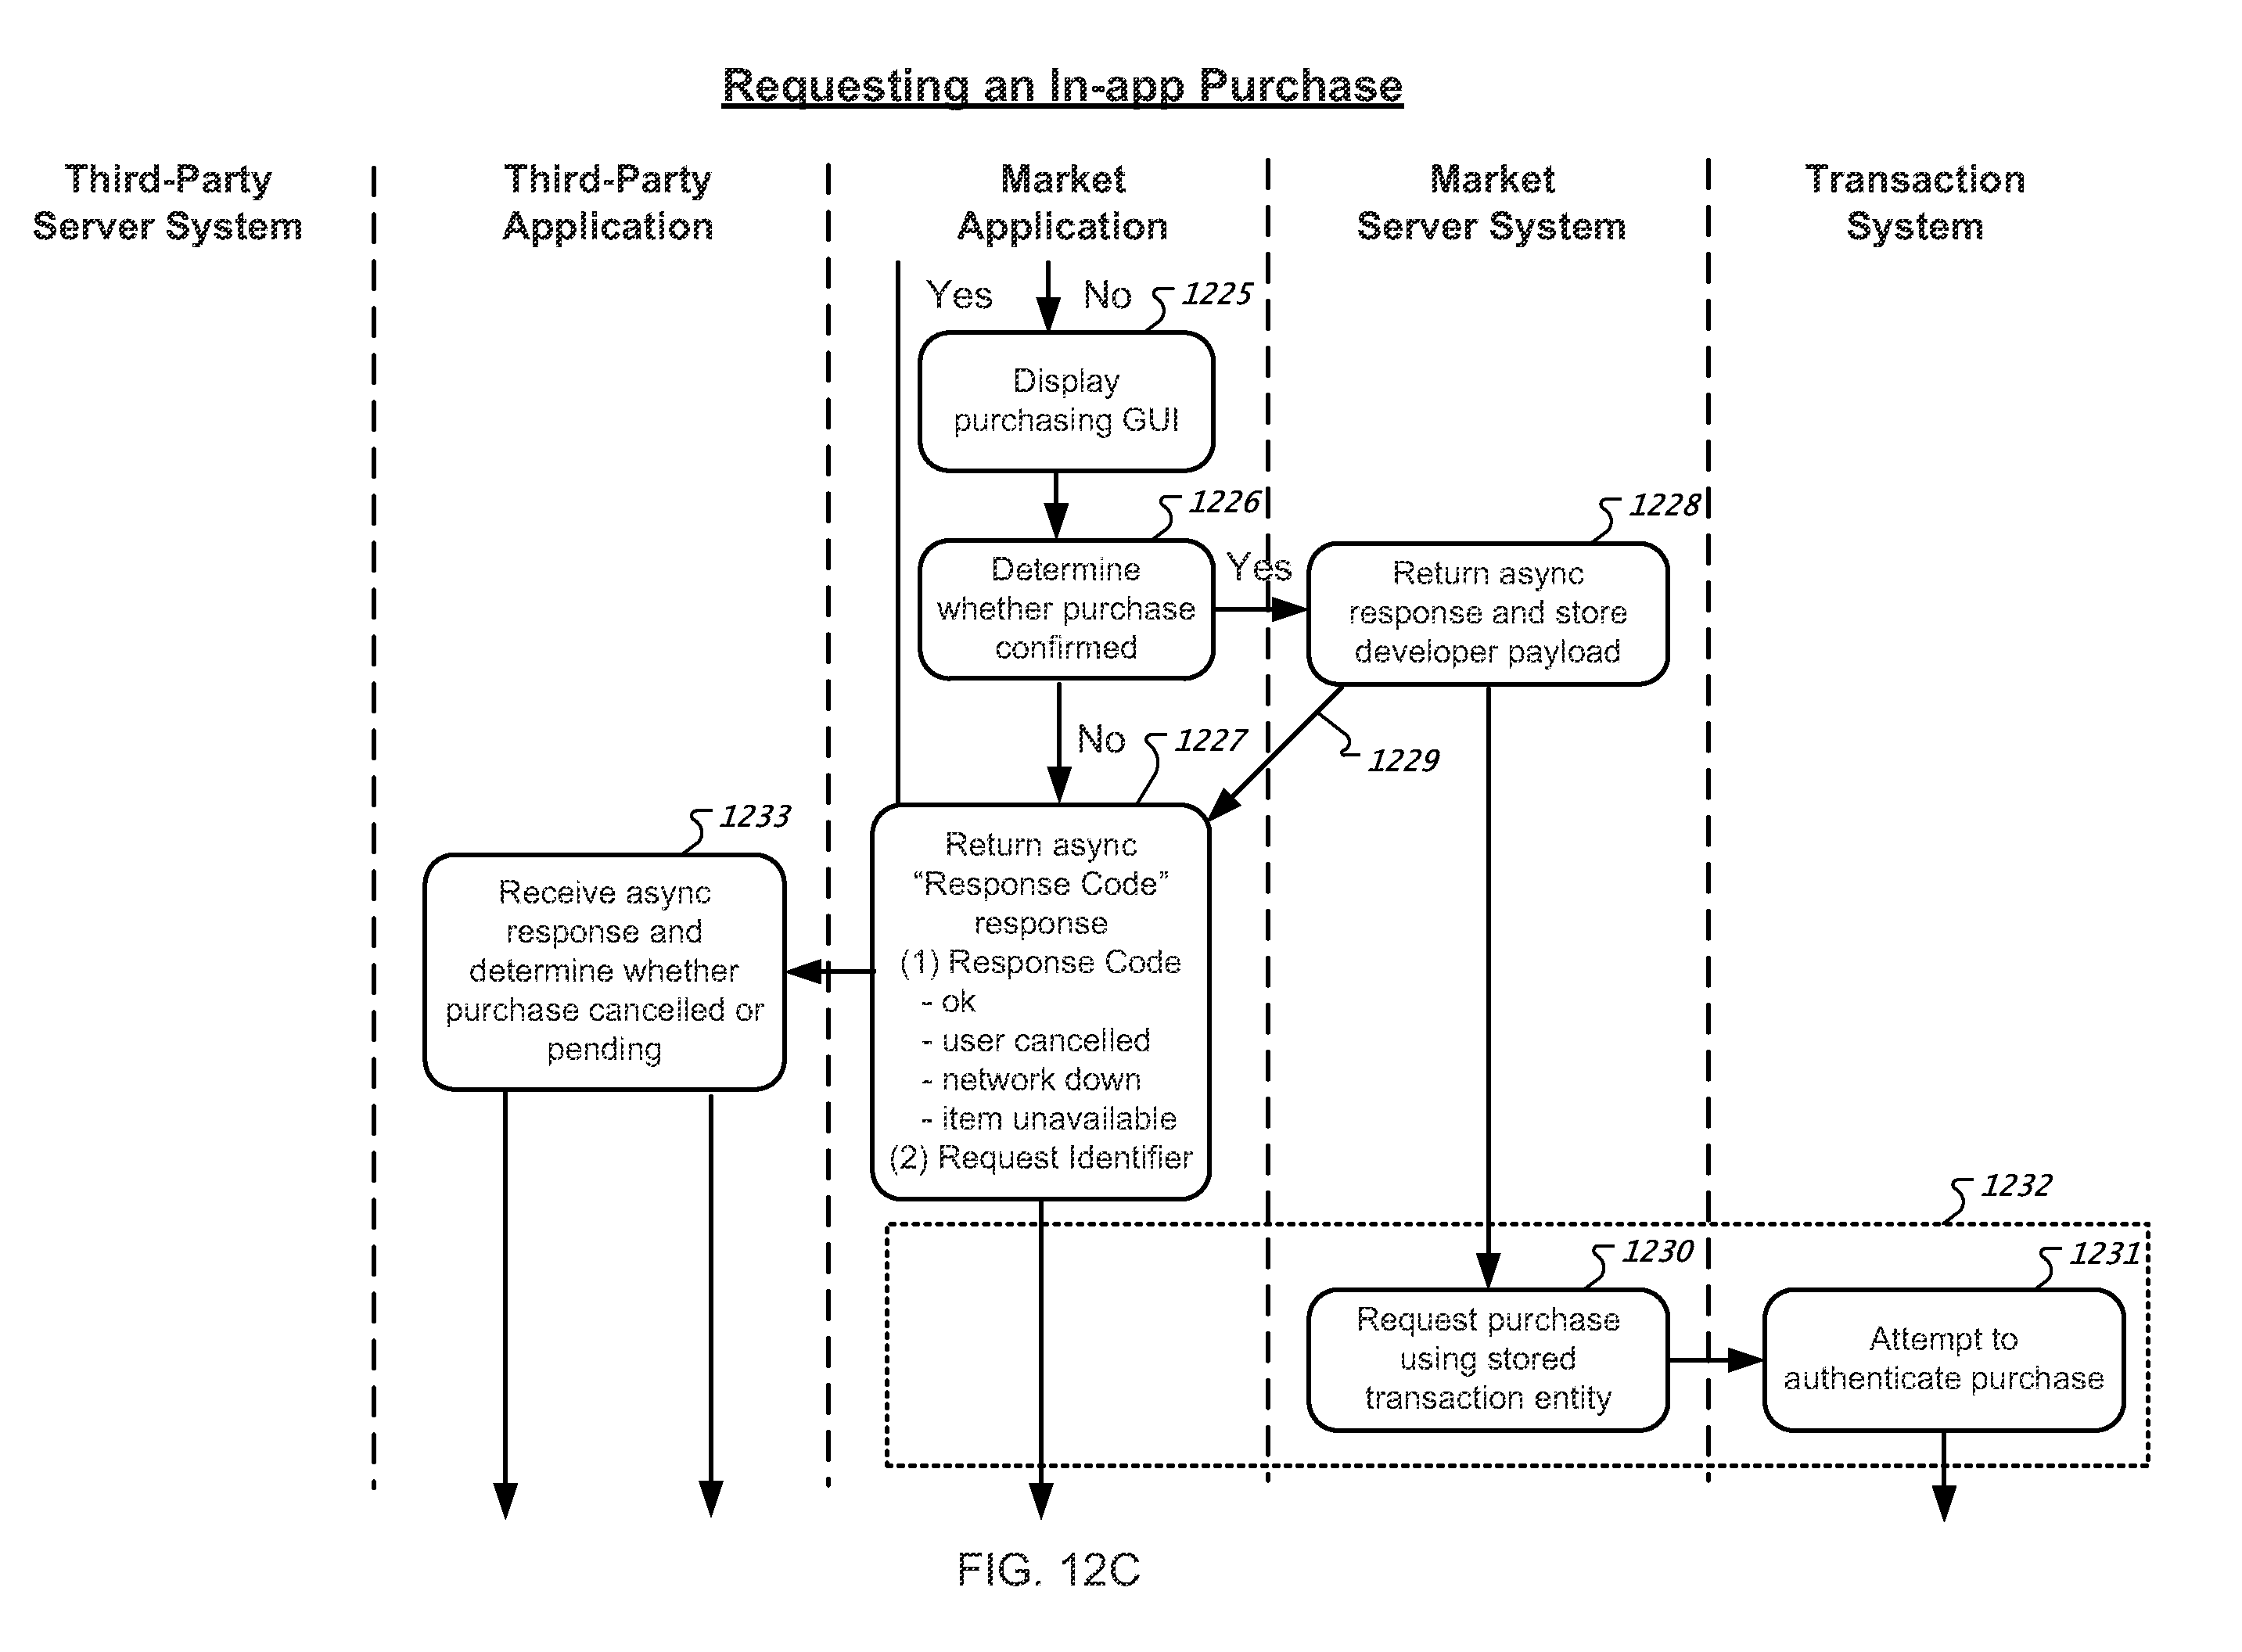 Requesting an In-app Purchase
Third-Party
Server System
Third-Party
Application
Market
Application
Market
Server System
Transaction
System
Yes
No
1225
Display
purchasing GUI
1226
Determine
whether purchase
confirmed
Yes
1228
Return async
response and store
developer payload
No
1227
1229
1233
Receive async
response and
determine whether
purchase cancelled or
pending
Return async
“Response Code”
response
(1) Response Code
- ok
- user cancelled
- network down
- item unavailable
(2) Request Identifier
1232
1230
Request purchase
using stored
transaction entity
1231
Attempt to
authenticate purchase
FIG. 12C